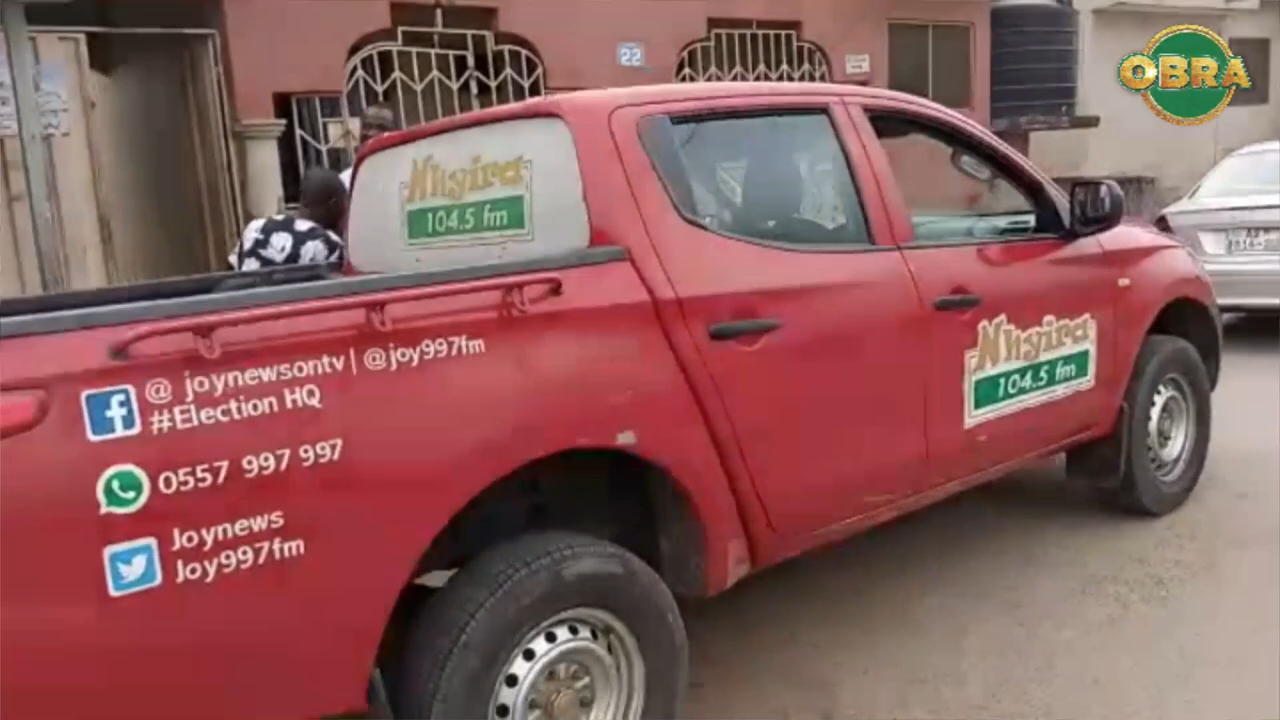 22
OBRA
Nhyira
104.5 fm
@ joynewsontv | @joy997fm
#Election HQ
0557 997 997
Joynews
Joy997fm
Nhyira
104.5 fm